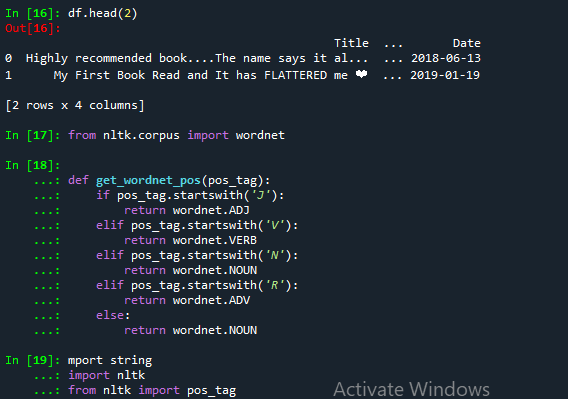 In [16]: df.head(2)
Out[16]:
                                               Title  ...        Date
0  Highly recommended book....The name says it al...  ... 2018-06-13
1      My First Book Read and It has FLATTERED me ❤  ... 2019-01-19

[2 rows x 4 columns]

In [17]: from nltk.corpus import wordnet

In [18]:
    ...: def get_wordnet_pos(pos_tag):
    ...:     if pos_tag.startswith('J'):
    ...:         return wordnet.ADJ
    ...:     elif pos_tag.startswith('V'):
    ...:         return wordnet.VERB
    ...:     elif pos_tag.startswith('N'):
    ...:         return wordnet.NOUN
    ...:     elif pos_tag.startswith('R'):
    ...:         return wordnet.ADV
    ...:     else:
    ...:         return wordnet.NOUN

In [19]: mport string
    ...: import nltk
    ...: from nltk import pos_tag
Activate Windows